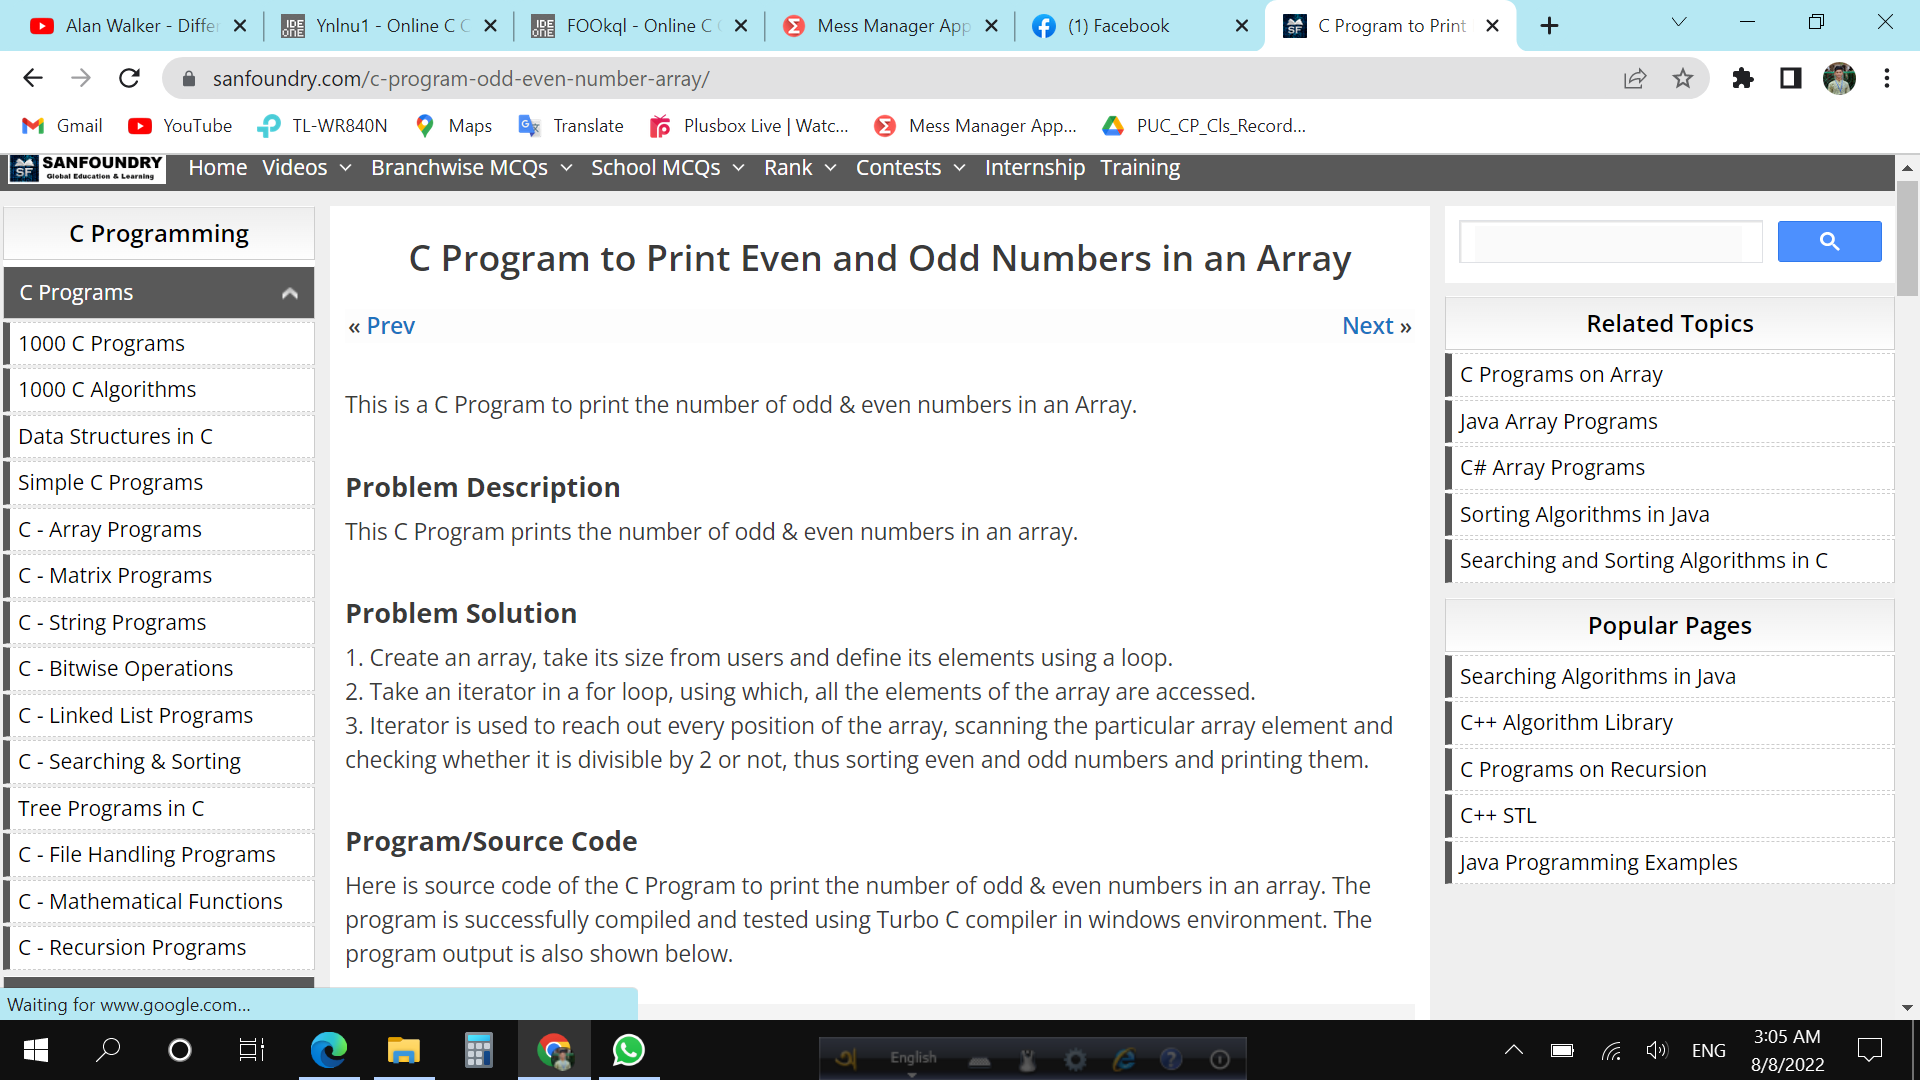 Alan Walker - Differ
Ynlnu1 - Online C C
FOOkql - Online C C
Mess Manager App
(1) Facebook
C Program to Print
sanfoundry.com/c-program-odd-even-number-array/
Gmail
YouTube
TL-WR840N
Maps
Translate
Plusbox Live | Watc...
Mess Manager App...
PUC_CP_Cls_Record...
SF
SANFOUNDRY
Global Education & Learning
Home
Videos
Branchwise MCQs
School MCQs
Rank
Contests
Internship
Training
C Programming
C Programs
1000 C Programs
1000 C Algorithms
Data Structures in C
Simple C Programs
C - Array Programs
C - Matrix Programs
C - String Programs
C - Bitwise Operations
C - Linked List Programs
C - Searching & Sorting
Tree Programs in C
C - File Handling Programs
C - Mathematical Functions
C - Recursion Programs
C Program to Print Even and Odd Numbers in an Array
« Prev
Next »
This is a C Program to print the number of odd & even numbers in an Array.
Problem Description
This C Program prints the number of odd & even numbers in an array.
Problem Solution
1. Create an array, take its size from users and define its elements using a loop.
2. Take an iterator in a for loop, using which, all the elements of the array are accessed.
3. Iterator is used to reach out every position of the array, scanning the particular array element and
checking whether it is divisible by 2 or not, thus sorting even and odd numbers and printing them.
Program/Source Code
Here is source code of the C Program to print the number of odd & even numbers in an array. The
program is successfully compiled and tested using Turbo C compiler in windows environment. The
program output is also shown below.
Related Topics
C Programs on Array
Java Array Programs
C# Array Programs
Sorting Algorithms in Java
Searching and Sorting Algorithms in C
Popular Pages
Searching Algorithms in Java
C++ Algorithm Library
C Programs on Recursion
C++ STL
Java Programming Examples
Waiting for www.google.com...
অ
English
ENG
3:05 AM
8/8/2022